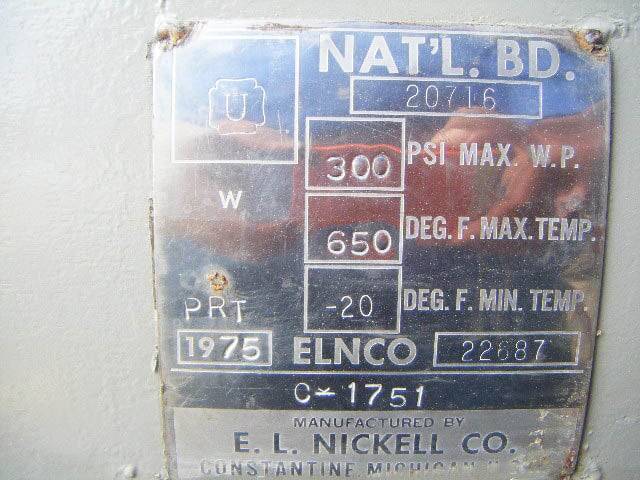 NAT'L. BD.
20716
U
300 PSI MAX. W.P.
W
650 DEG. F. MAX. TEMP.
PRT -20 DEG. F. MIN. TEMP.
1975 ELNCO 22687
C-1751
MANUFACTURED BY
E. L. NICKELL CO.
CONSTANTINE, MICHIGAN U.S.